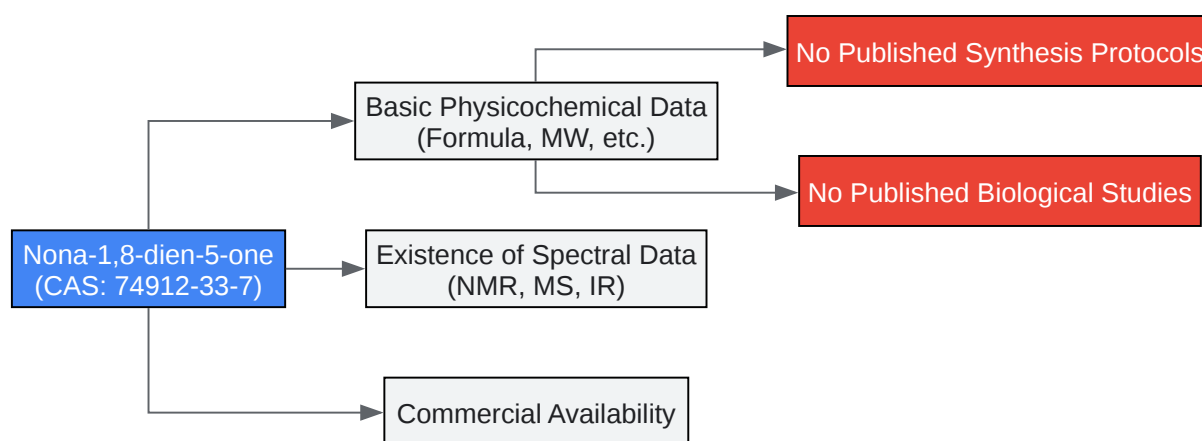 No Published Synthesis Protocols
Basic Physicochemical Data
(Formula, MW, etc.)
No Published Biological Studies
Nona-1,8-dien-5-one
(CAS: 74912-33-7)
Existence of Spectral Data
(NMR, MS, IR)
Commercial Availability